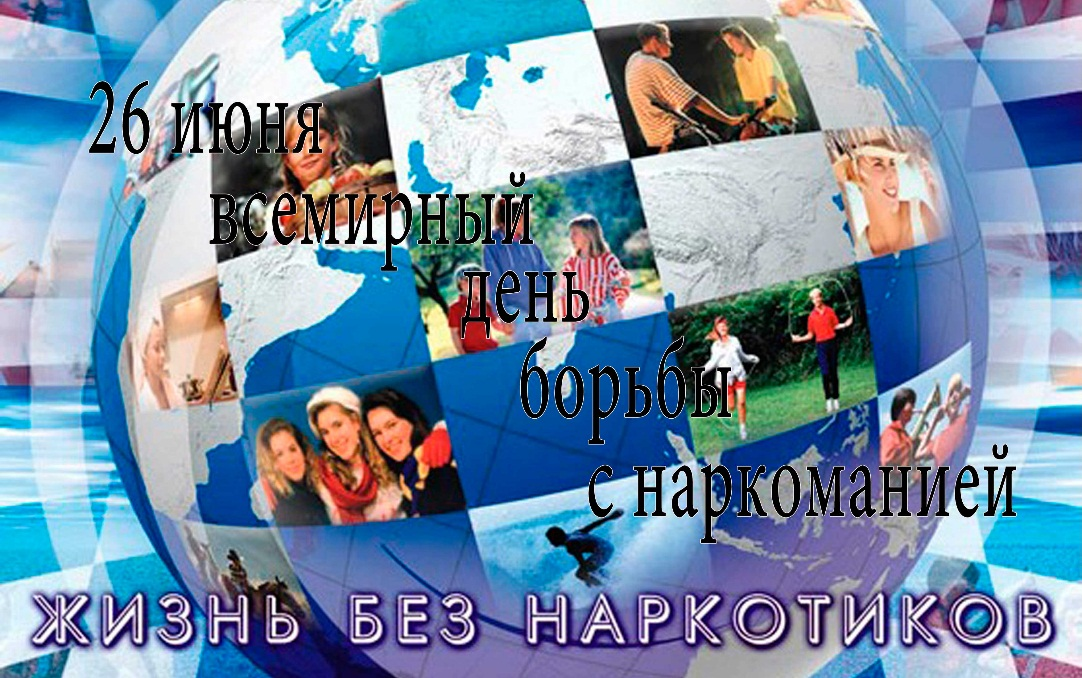 26 июня
всемирный
день
борьбы
с наркоманией
ЖИЗНЬ БЕЗ НАРКОТИКОВ